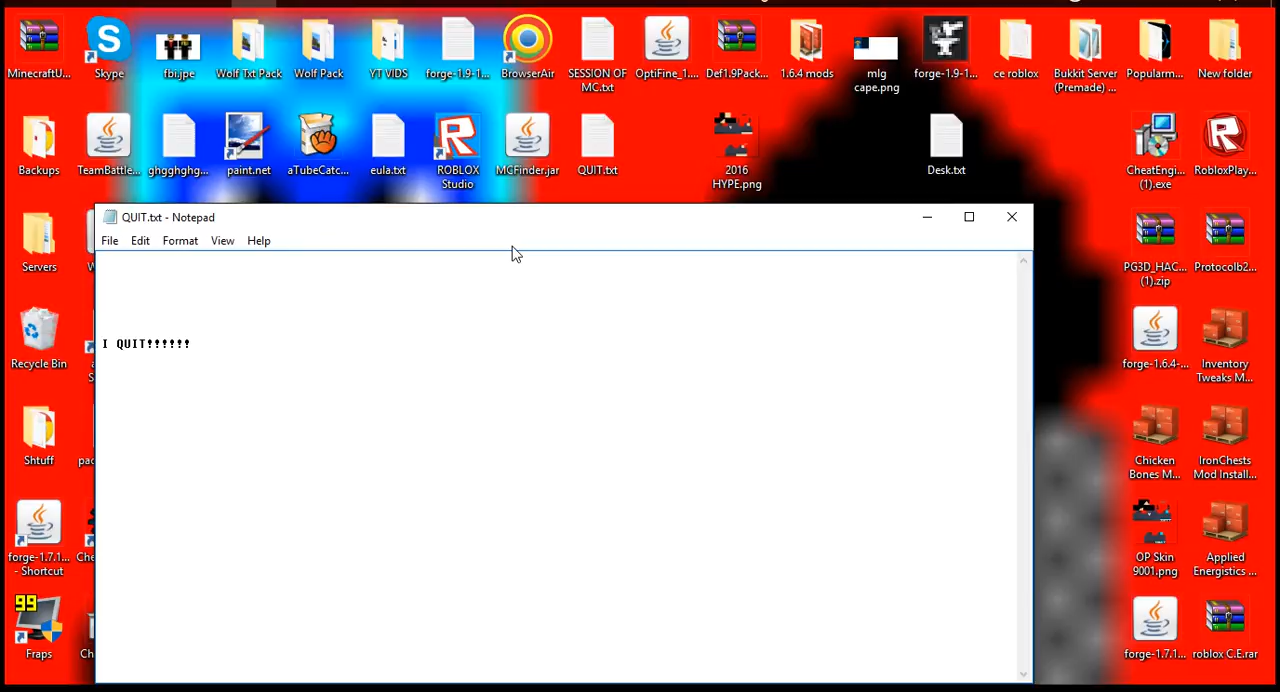 MinecraftU...
Skype
fbi.jpe
Wolf Txt Pack
Wolf Pack
YT VIDS
forge-1.9-1...
BrowserAir
SESSION OF
MC.txt
OptiFine_1....
Def1.9Pack...
1.6.4 mods
mlg
cape.png
forge-1.9-1...
ce roblox
Bukkit Server
(Premade) ...
Popularm...
New folder
Backups
TeamBattle...
ghgghghg...
paint.net
aTubeCatc...
eula.txt
ROBLOX
Studio
MCFinder.jar
QUIT.txt
2016
HYPE.png
Desk.txt
CheatEngi...
(1).exe
RobloxPlay...
QUIT.txt - Notepad
File Edit Format View Help
I QUIT!!!!!!
Servers
PG3D_HAC...
(1).zip
Protocolb2...
Recycle Bin
forge-1.6.4-...
Inventory
Tweaks M...
Shtuff
pac
Chicken
Bones M...
IronChests
Mod Install...
forge-1.7.1...
- Shortcut
Che
OP Skin
9001.png
Applied
Energistics ...
99
Fraps
Ch
forge-1.7.1...
roblox C.E.rar